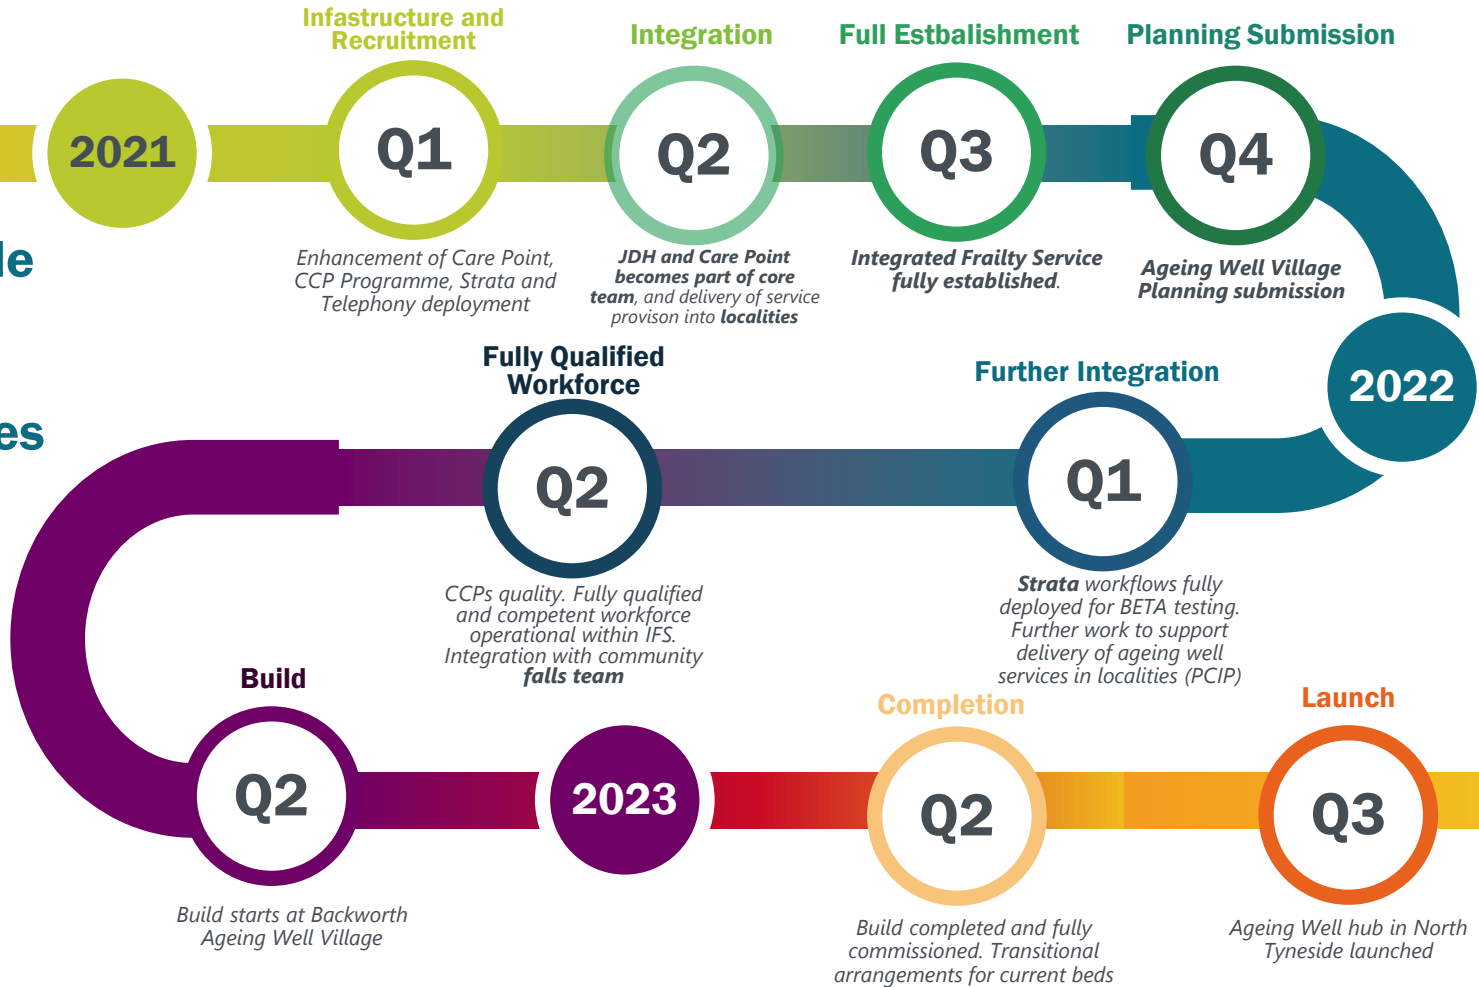 Infastructure and
Recruitment
Integration
Full Estbalishment
Planning Submission
2021
Q1
Q2
Q3
Q4
Enhancement of Care Point,
CCP Programme, Strata and
Telephony deployment
JDH and Care Point
becomes part of core
team, and delivery of service
provison into localities
Integrated Frailty Service
fully established.
Ageing Well Village
Planning submission
le
2022
Further Integration
Q1
Strata workflows fully
deployed for BETA testing.
Further work to support
delivery of ageing well
services in localities (PCIP)
Fully Qualified
Workforce
Q2
CCPs quality. Fully qualified
and competent workforce
operational within IFS.
Integration with community
falls team
es
Build
Q2
Build starts at Backworth
Ageing Well Village
2023
Completion
Q2
Build completed and fully
commissioned. Transitional
arrangements for current beds
Launch
Q3
Ageing Well hub in North
Tyneside launched